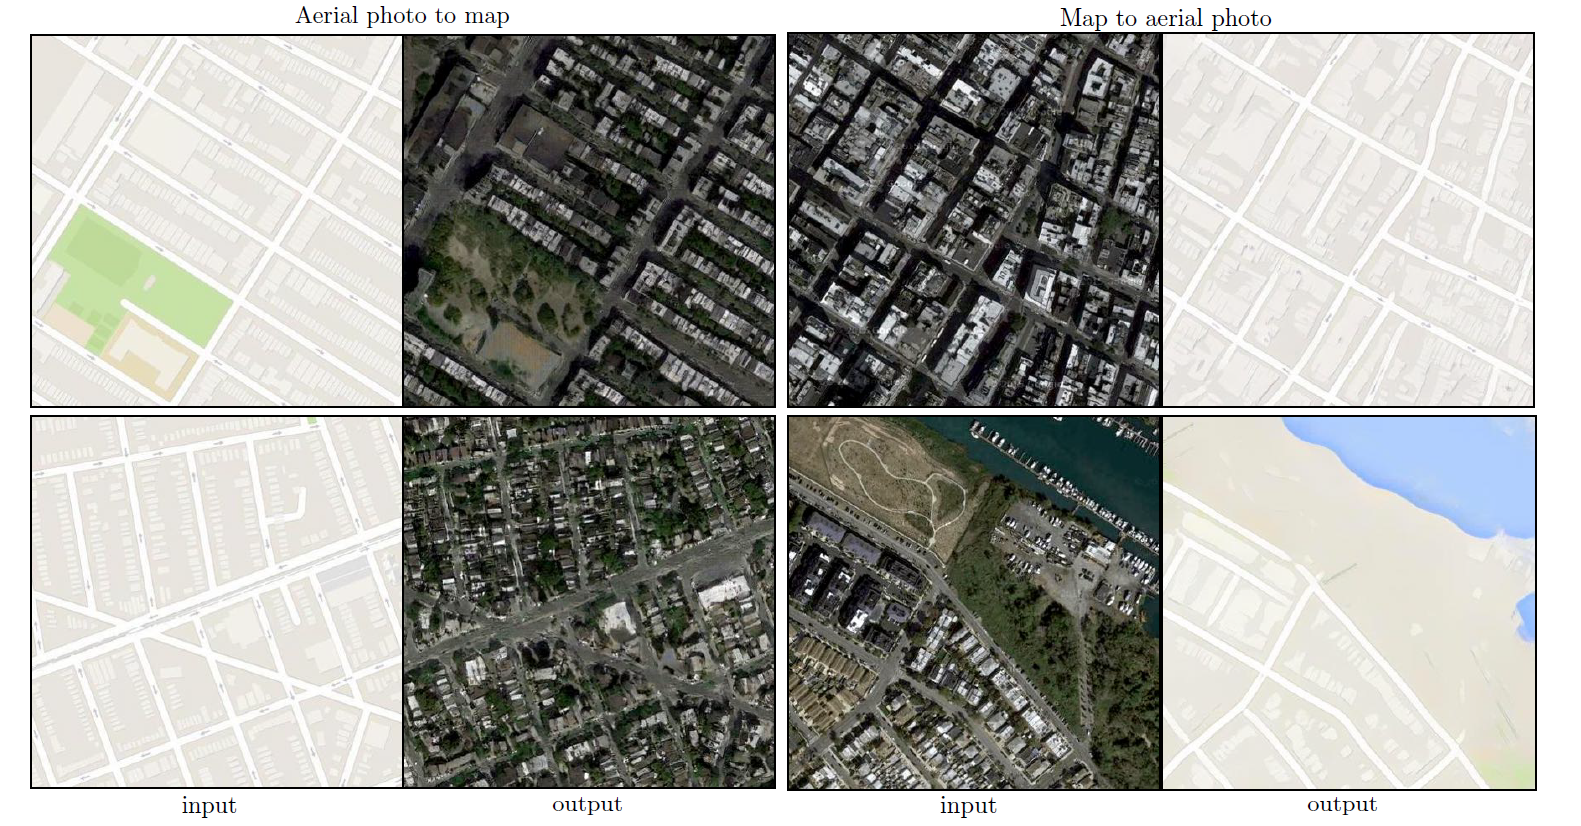 Aerial photo to map
Map to aerial photo
input
output
input
output